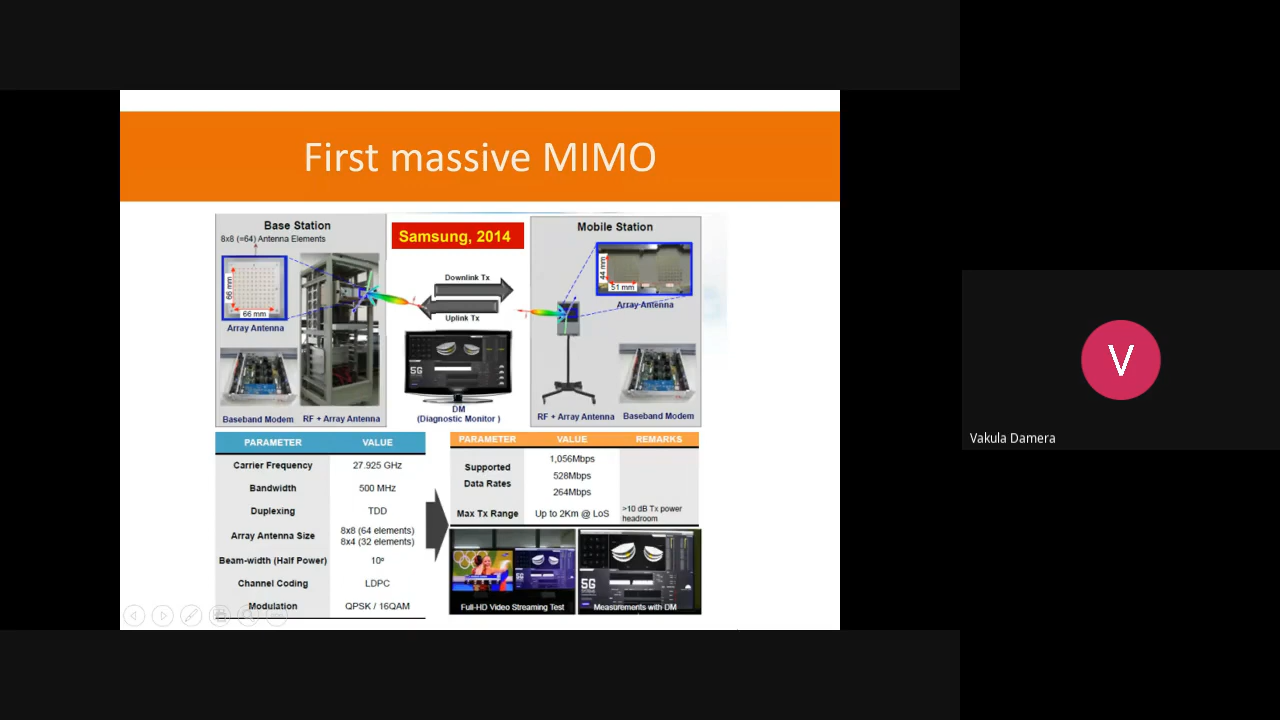 First massive MIMO
Base Station
8x8 (=64) Antenna Elements
66 mm
66 mm
Array Antenna
Baseband Modem
RF + Array Antenna
Samsung, 2014
Downlink Tx
Uplink Tx
5G
DM
(Diagnostic Monitor )
Mobile Station
44 mm
51 mm
Array Antenna
RF + Array Antenna
Baseband Modem
PARAMETER VALUE
Carrier Frequency 27.925 GHz
Bandwidth 500 MHz
Duplexing TDD
Array Antenna Size 8x8 (64 elements)
8x4 (32 elements)
Beam-width (Half Power) 10º
Channel Coding LDPC
Modulation QPSK / 16QAM
PARAMETER VALUE REMARKS
Supported Data Rates
1,056Mbps
528Mbps
264Mbps
Max Tx Range Up to 2Km @ LoS >10 dB Tx power
headroom
5G
Full-HD Video Streaming Test
5G
Measurements with DM
V
Vakula Damera